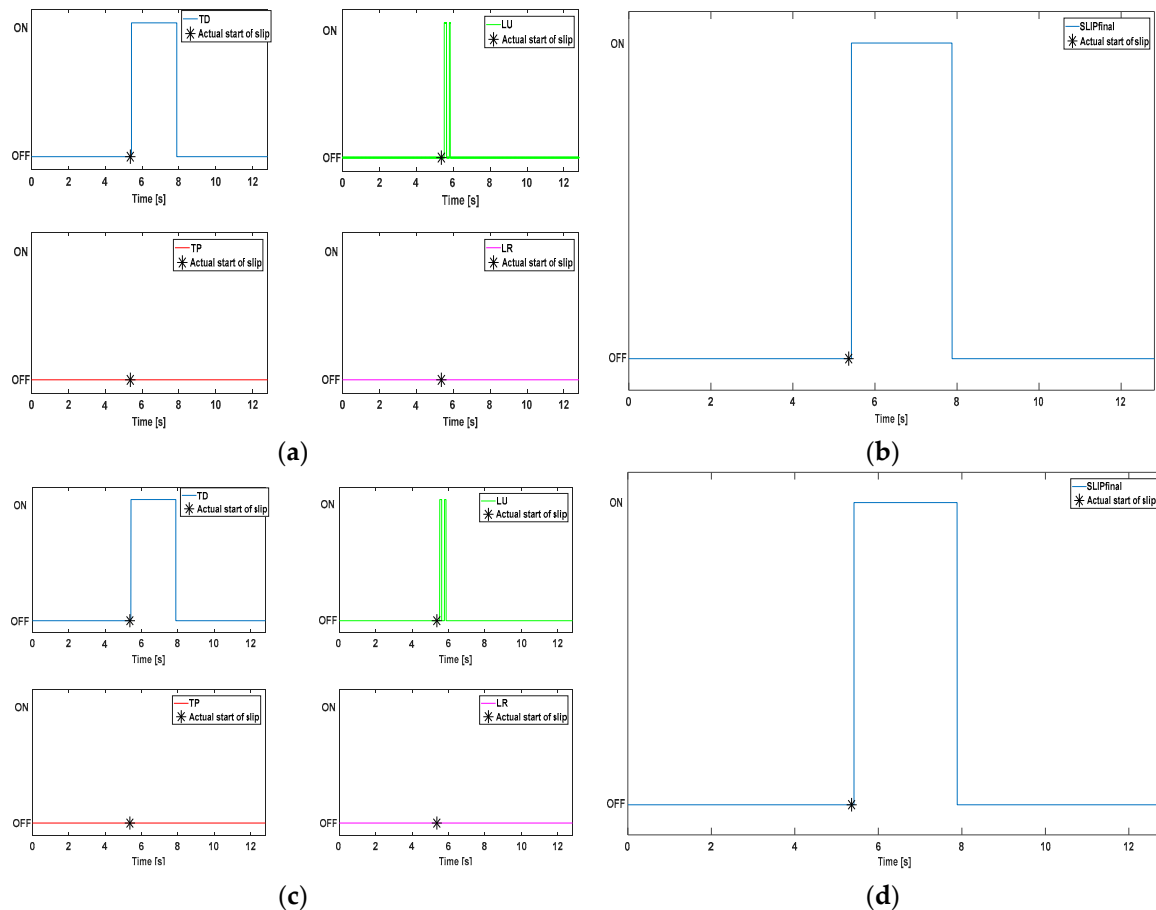 TD
Actual start of slip
ON
OFF
0 2 4 6 8 10 12
Time [s]
LU
Actual start of slip
ON
OFF
0 2 4 6 8 10 12
Time [s]
TP
Actual start of slip
ON
OFF
0 2 4 6 8 10 12
Time [s]
LR
Actual start of slip
ON
OFF
0 2 4 6 8 10 12
Time [s]
(a)
SLIPfinal
Actual start of slip
ON
OFF
0 2 4 6 8 10 12
Time [s]
(b)
TD
Actual start of slip
ON
OFF
0 2 4 6 8 10 12
Time [s]
LU
Actual start of slip
ON
OFF
0 2 4 6 8 10 12
Time [s]
TP
Actual start of slip
ON
OFF
0 2 4 6 8 10 12
Time [s]
LR
Actual start of slip
ON
OFF
0 2 4 6 8 10 12
Time [s]
(c)
SLIPfinal
Actual start of slip
ON
OFF
0 2 4 6 8 10 12
Time [s]
(d)